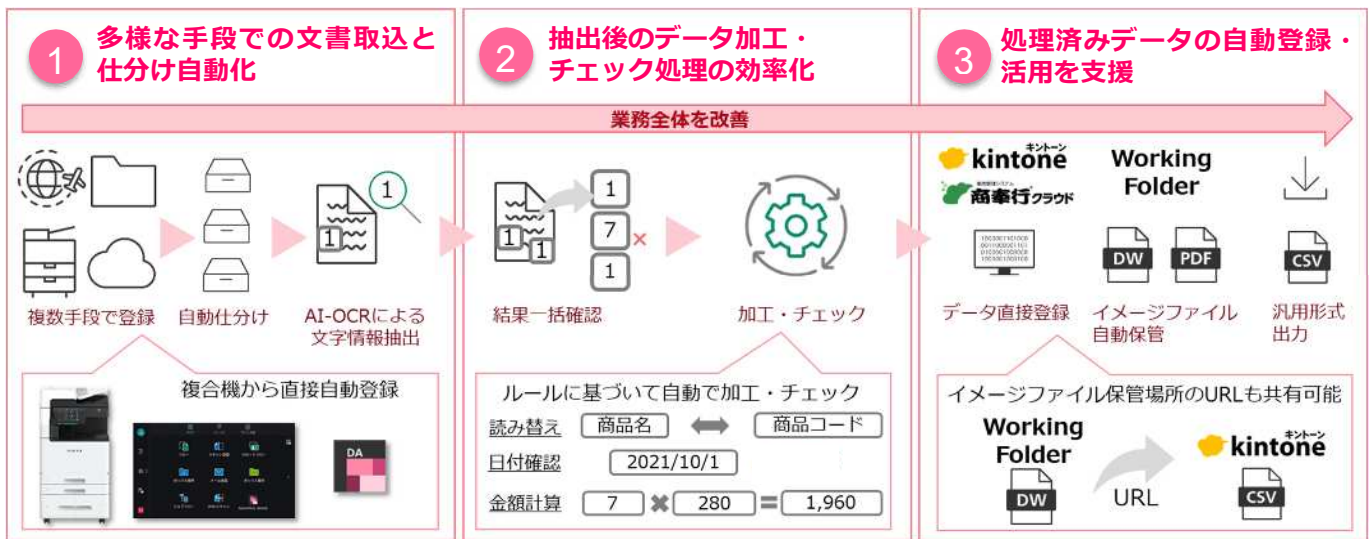 1
多様な手段での文書取込と
仕分け自動化
2
抽出後のデータ加工・
チェック処理の効率化
3
処理済みデータの自動登録・
活用を支援
業務全体を改善
1
1
複数手段で登録
自動仕分け
AI-OCRによる
文字情報抽出
1
1
1
7
×
1
結果一括確認
加工・チェック
キントーン
kintone
商奉行クラウド
Working
Folder
DW
PDF
CSV
データ直接登録
イメージファイル
自動保管
汎用形式
出力
複合機から直接自動登録
DA
ルールに基づいて自動で加工・チェック
読み替え 商品名 商品コード
日付確認 2021/10/1
金額計算 7 × 280 = 1,960
イメージファイル保管場所のURLも共有可能
Working
Folder
DW
URL
キントーン
kintone
CSV